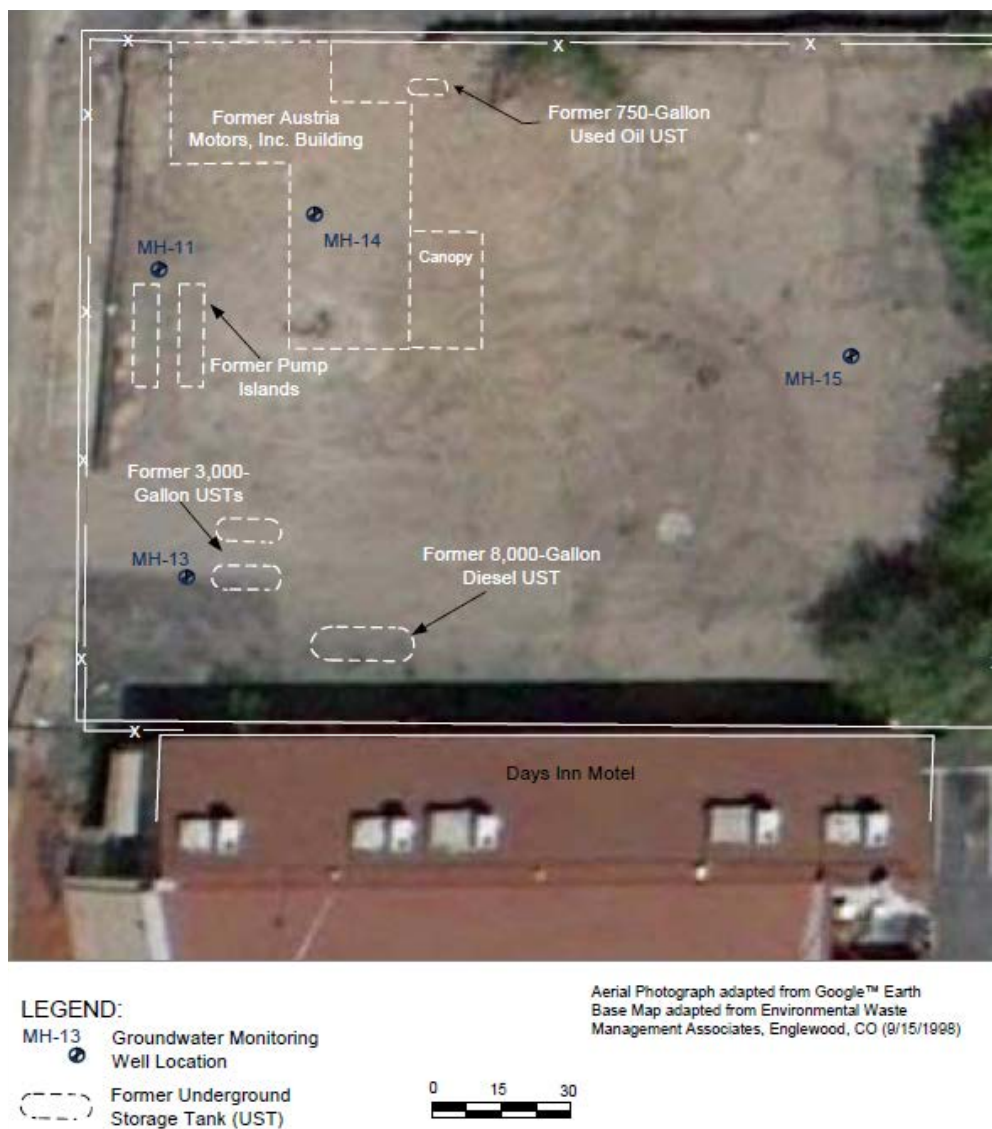 X
X
X
Former Austria
Motors, Inc. Building
Former 750-Gallon
Used Oil UST
X
MH-14
MH-11
Canopy
X
Former Pump
Islands
MH-15
X
Former 3,000-
Gallon USTs
Former 8,000-Gallon
Diesel UST
MH-13
X
X
Days Inn Motel
LEGEND:
MH-13
Groundwater Monitoring
Well Location
Former Underground
Storage Tank (UST)
0 15 30
Aerial Photograph adapted from Google™ Earth
Base Map adapted from Environmental Waste
Management Associates, Englewood, CO (9/15/1998)